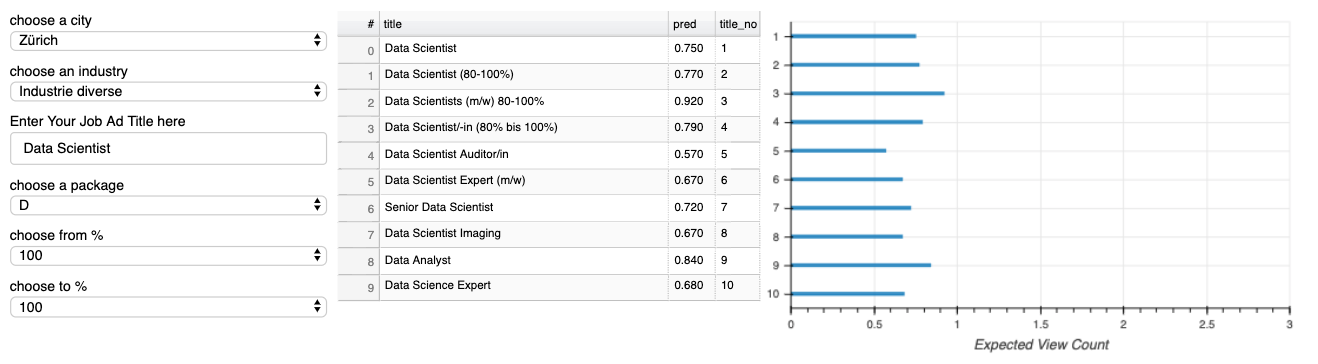 choose a city
Zürich
choose an industry
Industrie diverse
Enter Your Job Ad Title here
Data Scientist
choose a package
D
choose from %
100
choose to %
100
# title pred title_no
0 Data Scientist 0.750 1
1 Data Scientist (80-100%) 0.770 2
2 Data Scientists (m/w) 80-100% 0.920 3
3 Data Scientist/-in (80% bis 100%) 0.790 4
4 Data Scientist Auditor/in 0.570 5
5 Data Scientist Expert (m/w) 0.670 6
6 Senior Data Scientist 0.720 7
7 Data Scientist Imaging 0.670 8
8 Data Analyst 0.840 9
9 Data Science Expert 0.680 10
1
2
3
4
5
6
7
8
9
10
0 0.5 1 1.5 2 2.5 3
Expected View Count